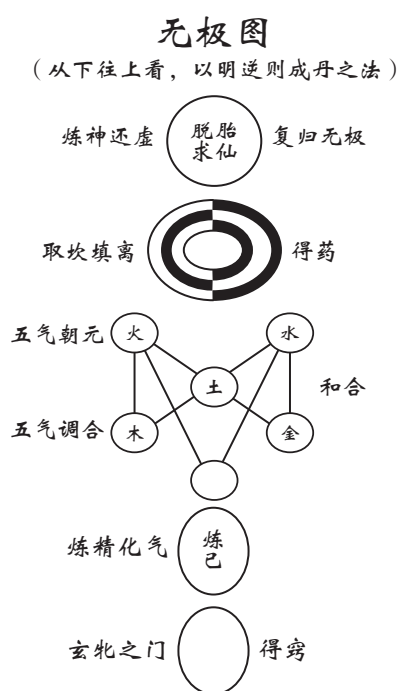 无极图
（从下往上看，以明逆则成丹之法）
炼神还虚 脱胎求仙 复归无极
取坎填离 得药
五气朝元 火 水
土 和合
五气调合 木 金
炼精化气 炼己
玄牝之门 得窍